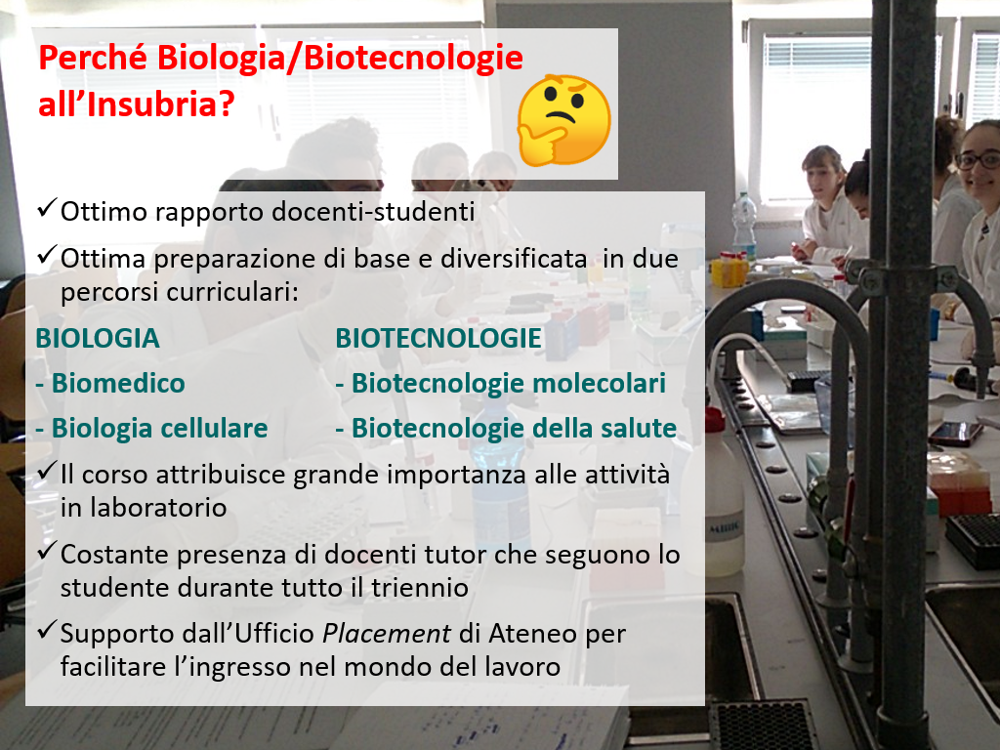 Perché Biologia/Biotecnologie
all’Insubria?
✓Ottimo rapporto docenti-studenti
✓Ottima preparazione di base e diversificata in due
percorsi curriculari:
BIOLOGIA BIOTECNOLOGIE
- Biomedico - Biotecnologie molecolari
- Biologia cellulare - Biotecnologie della salute
✓Il corso attribuisce grande importanza alle attività
in laboratorio
✓Costante presenza di docenti tutor che seguono lo
studente durante tutto il triennio
✓Supporto dall’Ufficio Placement di Ateneo per
facilitare l’ingresso nel mondo del lavoro